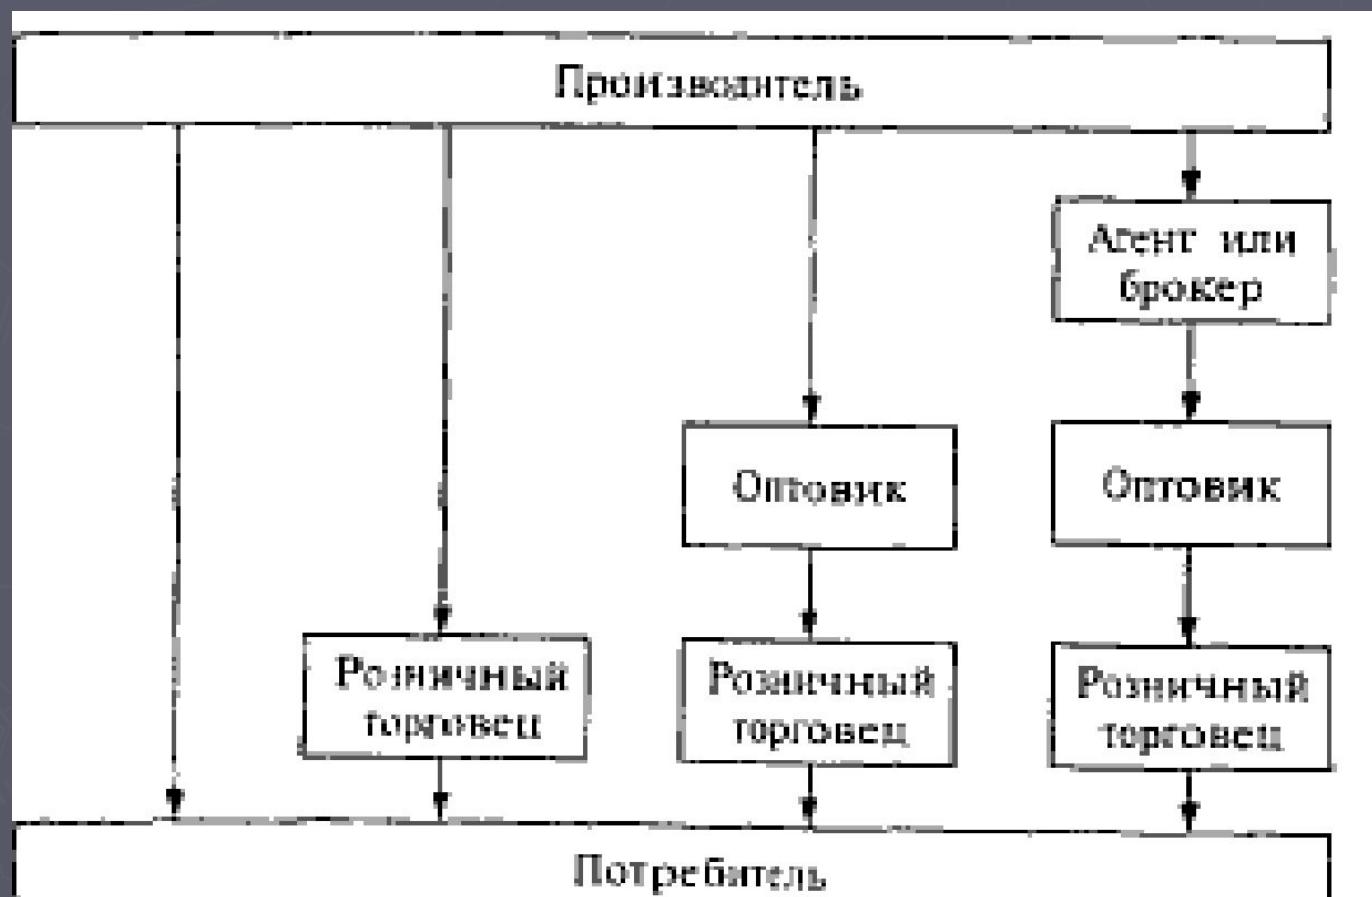 Производитель
Агент или
брокер
Оптовик
Оптовик
Розничный
торговец
Розничный
торговец
Розничный
торговец
Потребитель